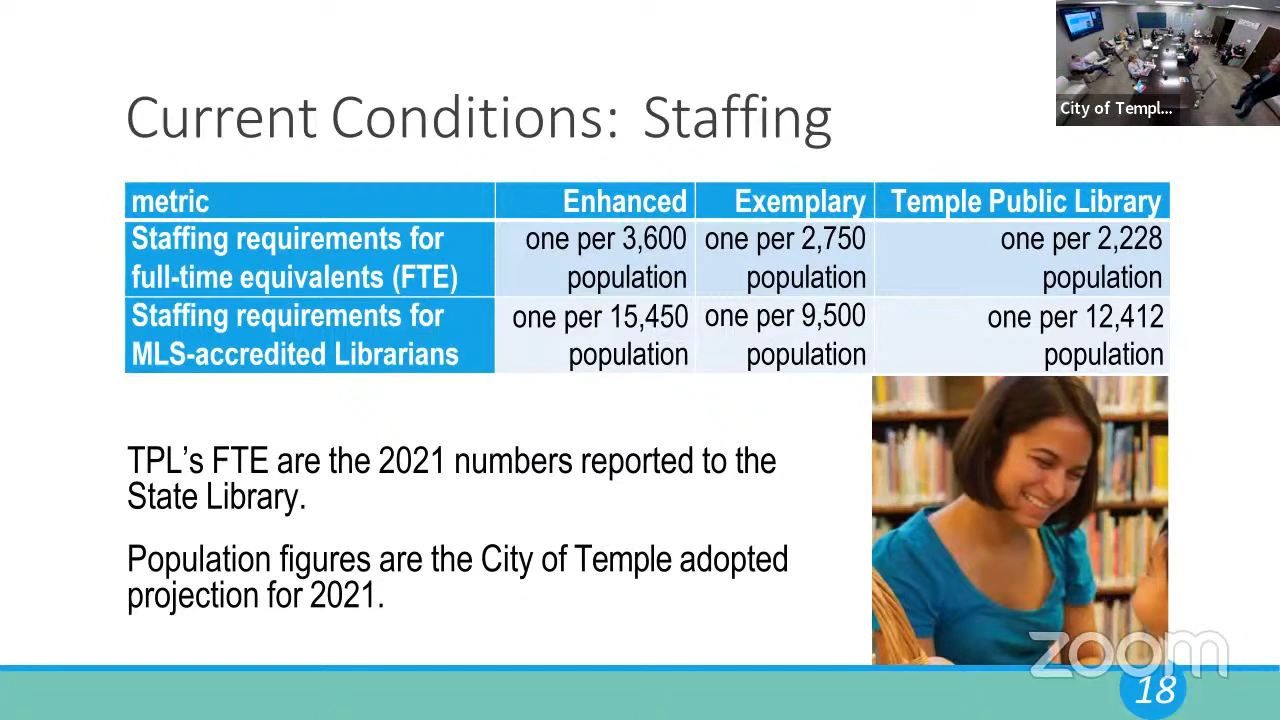 City of Templ...
Current Conditions: Staffing
metric Enhanced Exemplary Temple Public Library
Staffing requirements for one per 3,600 one per 2,750 one per 2,228
full-time equivalents (FTE) population population population
Staffing requirements for one per 15,450 one per 9,500 one per 12,412
MLS-accredited Librarians population population population
TPL’s FTE are the 2021 numbers reported to the
State Library.
Population figures are the City of Temple adopted
projection for 2021.
zoom
18